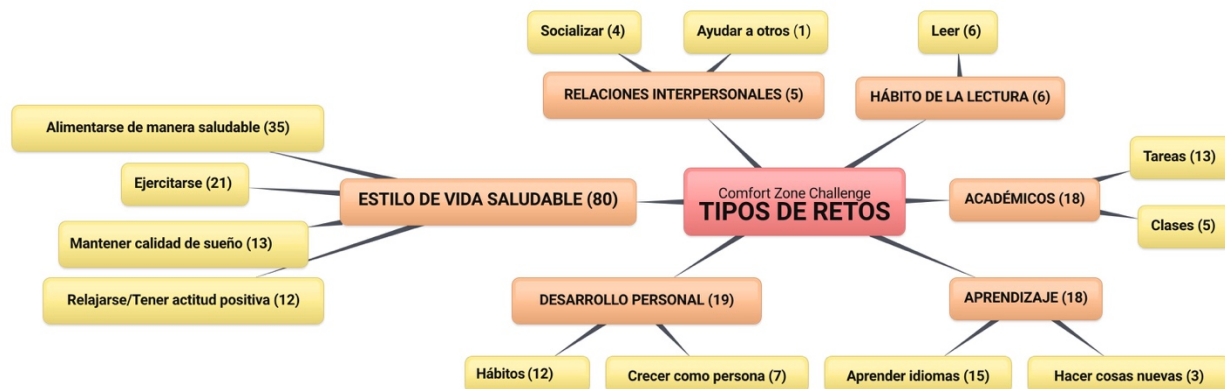 Socializar (4)
Ayudar a otros (1)
Leer (6)
RELACIONES INTERPERSONALES (5)
HÁBITO DE LA LECTURA (6)
Alimentarse de manera saludable (35)
Tareas (13)
Ejercitarse (21)
ESTILO DE VIDA SALUDABLE (80)
Comfort Zone Challenge
TIPOS DE RETOS
ACADÉMICOS (18)
Clases (5)
Mantener calidad de sueño (13)
Relajarse/Tener actitud positiva (12)
DESARROLLO PERSONAL (19)
APRENDIZAJE (18)
Hábitos (12)
Crecer como persona (7)
Aprender idiomas (15)
Hacer cosas nuevas (3)